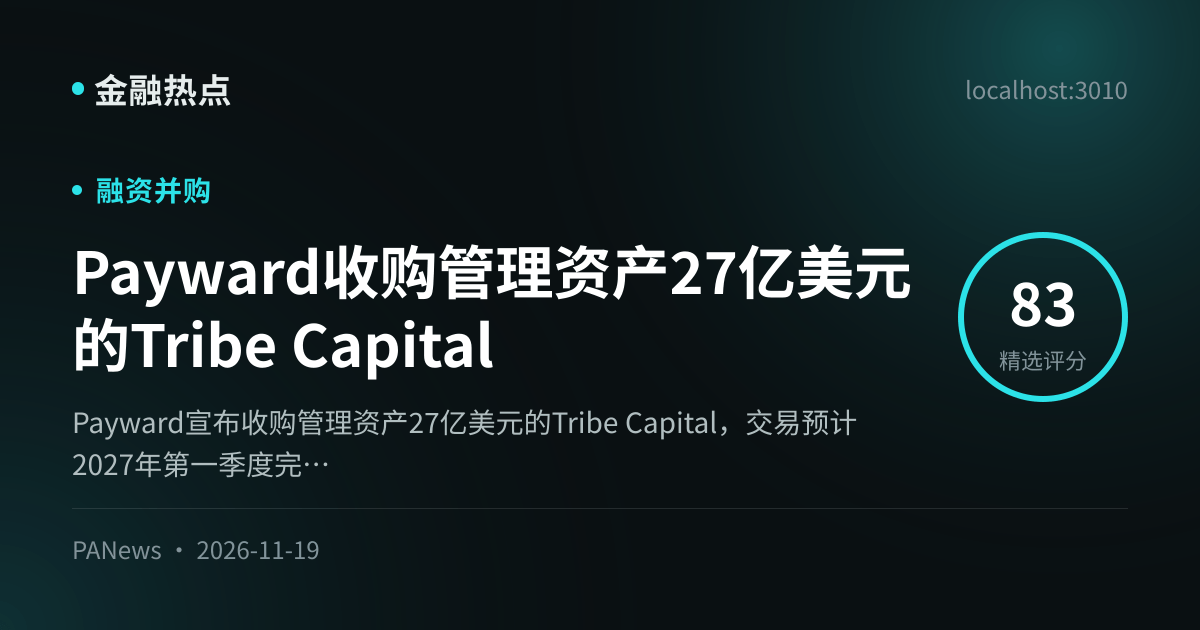 金融热点
localhost:3010
融资并购
Payward收购管理资产27亿美元
的Tribe Capital
83
精选评分
Payward宣布收购管理资产27亿美元的Tribe Capital，交易预计
2027年第一季度完…
PANews • 2026-11-19